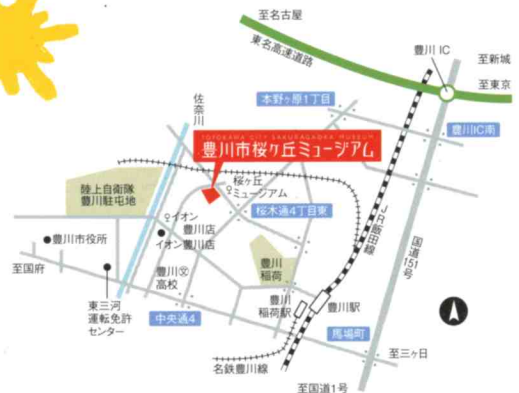 至名古屋
東名高速道路
豊川 IC
至新城
至東京
佐奈川
本野ヶ原1丁目
豊川IC南
TOYOKAWA CITY SAKURAGAOKA MUSEUM
豊川市桜ヶ丘ミュージアム
陸上自衛隊
豊川駐屯地
桜ヶ丘
ミュージアム
桜木通4丁目東
JR飯田線
国道151号
イオン
豊川店
イオン豊川店
豊川市役所
至国府
豊川文
高校
豊川
稲荷
豊川
稲荷駅
豊川駅
東三河
運転免許
センター
中央通4
馬場町
至三ヶ日
名鉄豊川線
至国道1号